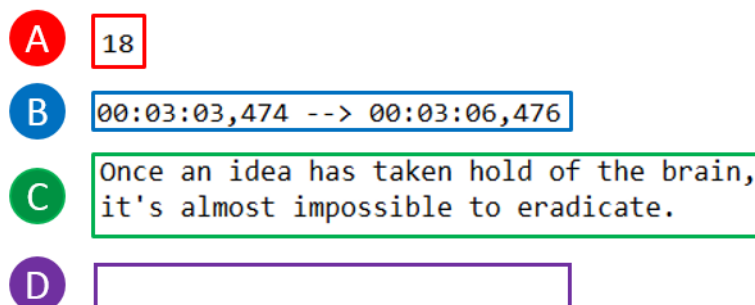 A 18
B 00:03:03,474 --> 00:03:06,476
C Once an idea has taken hold of the brain,
it's almost impossible to eradicate.
D